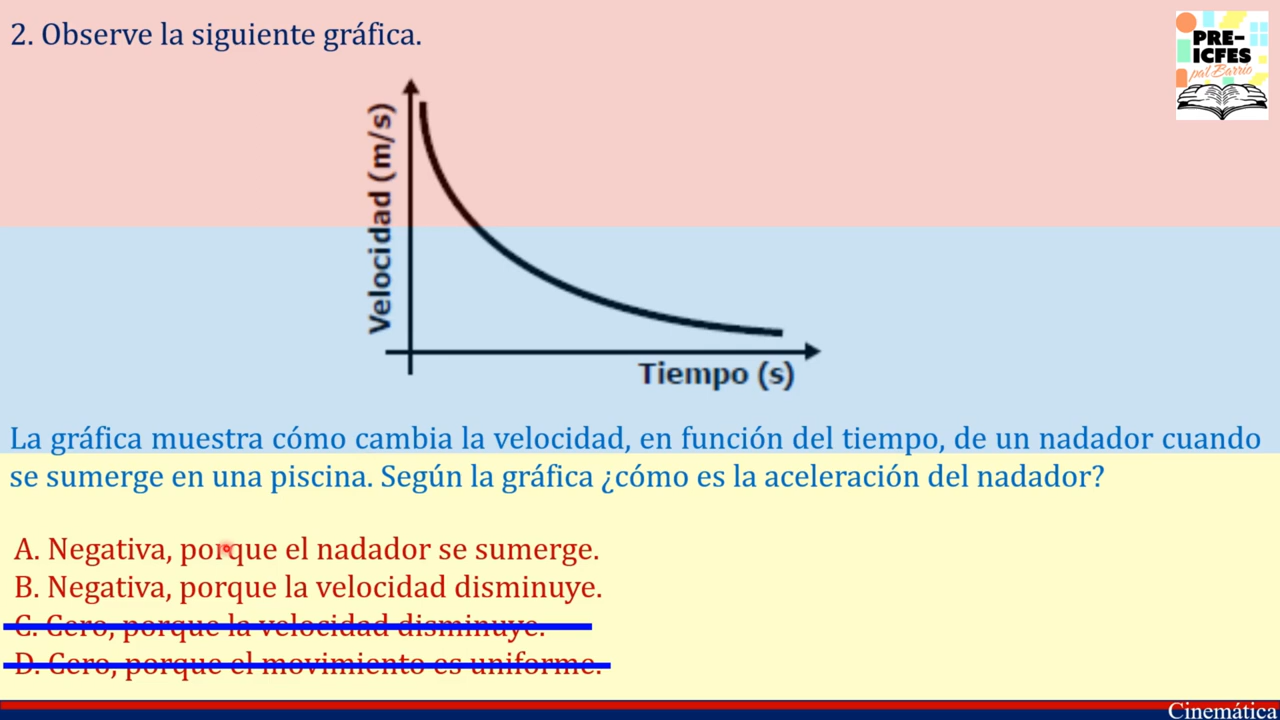 2. Observe la siguiente gráfica.
PRE-
ICFES
pal Barrio
Velocidad (m/s)
Tiempo (s)
La gráfica muestra cómo cambia la velocidad, en función del tiempo, de un nadador cuando
se sumerge en una piscina. Según la gráfica ¿cómo es la aceleración del nadador?
A. Negativa, porque el nadador se sumerge.
B. Negativa, porque la velocidad disminuye.
C. Cero, porque la velocidad disminuye.
D. Cero, porque el movimiento es uniforme.
Cinemática